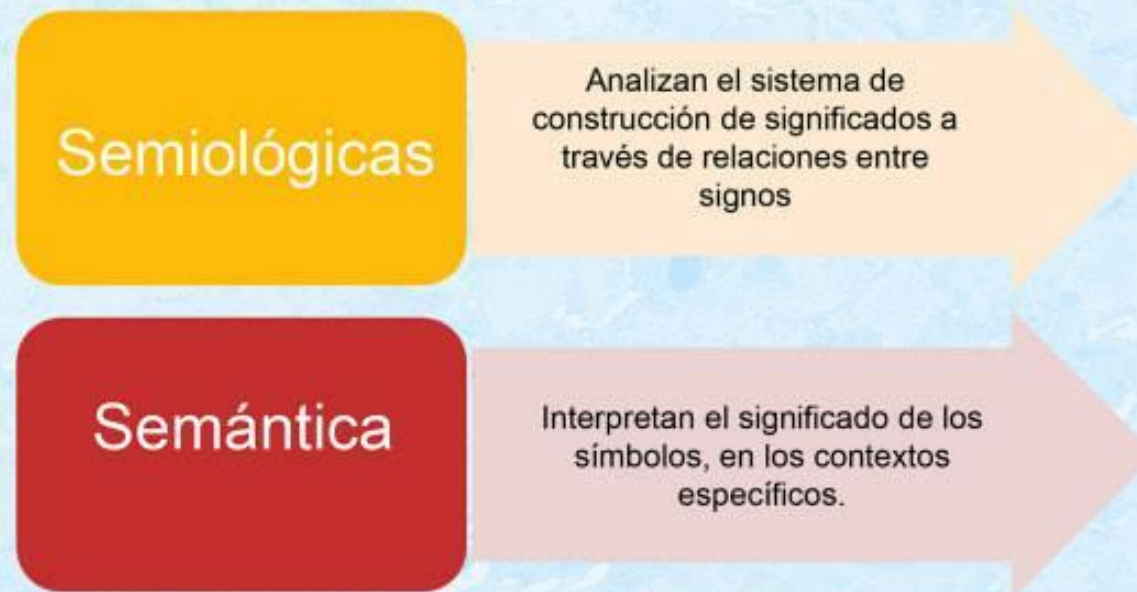 Semiológicas
Analizan el sistema de
construcción de significados a
través de relaciones entre
signos
Semántica
Interpretan el significado de los
símbolos, en los contextos
específicos.